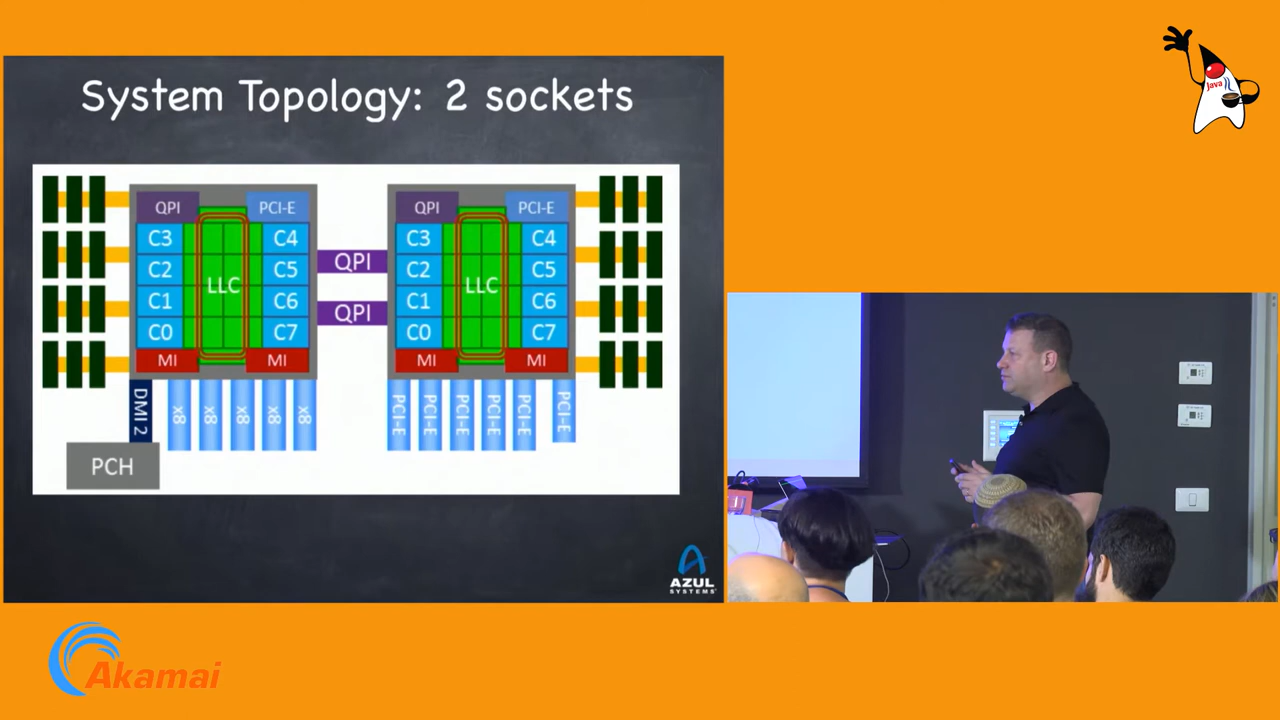 System Topology: 2 sockets
QPI
PCI-E
C3
C4
C2
C5
LLC
C1
C6
C0
C7
MI
MI
QPI
QPI
QPI
PCI-E
C3
C4
C2
C5
LLC
C1
C6
C0
C7
MI
MI
DMI 2
x8
x8
x8
x8
x8
PCI-E
PCI-E
PCI-E
PCI-E
PCI-E
PCI-E
PCH
AZUL
SYSTEMS
Java
Akamai